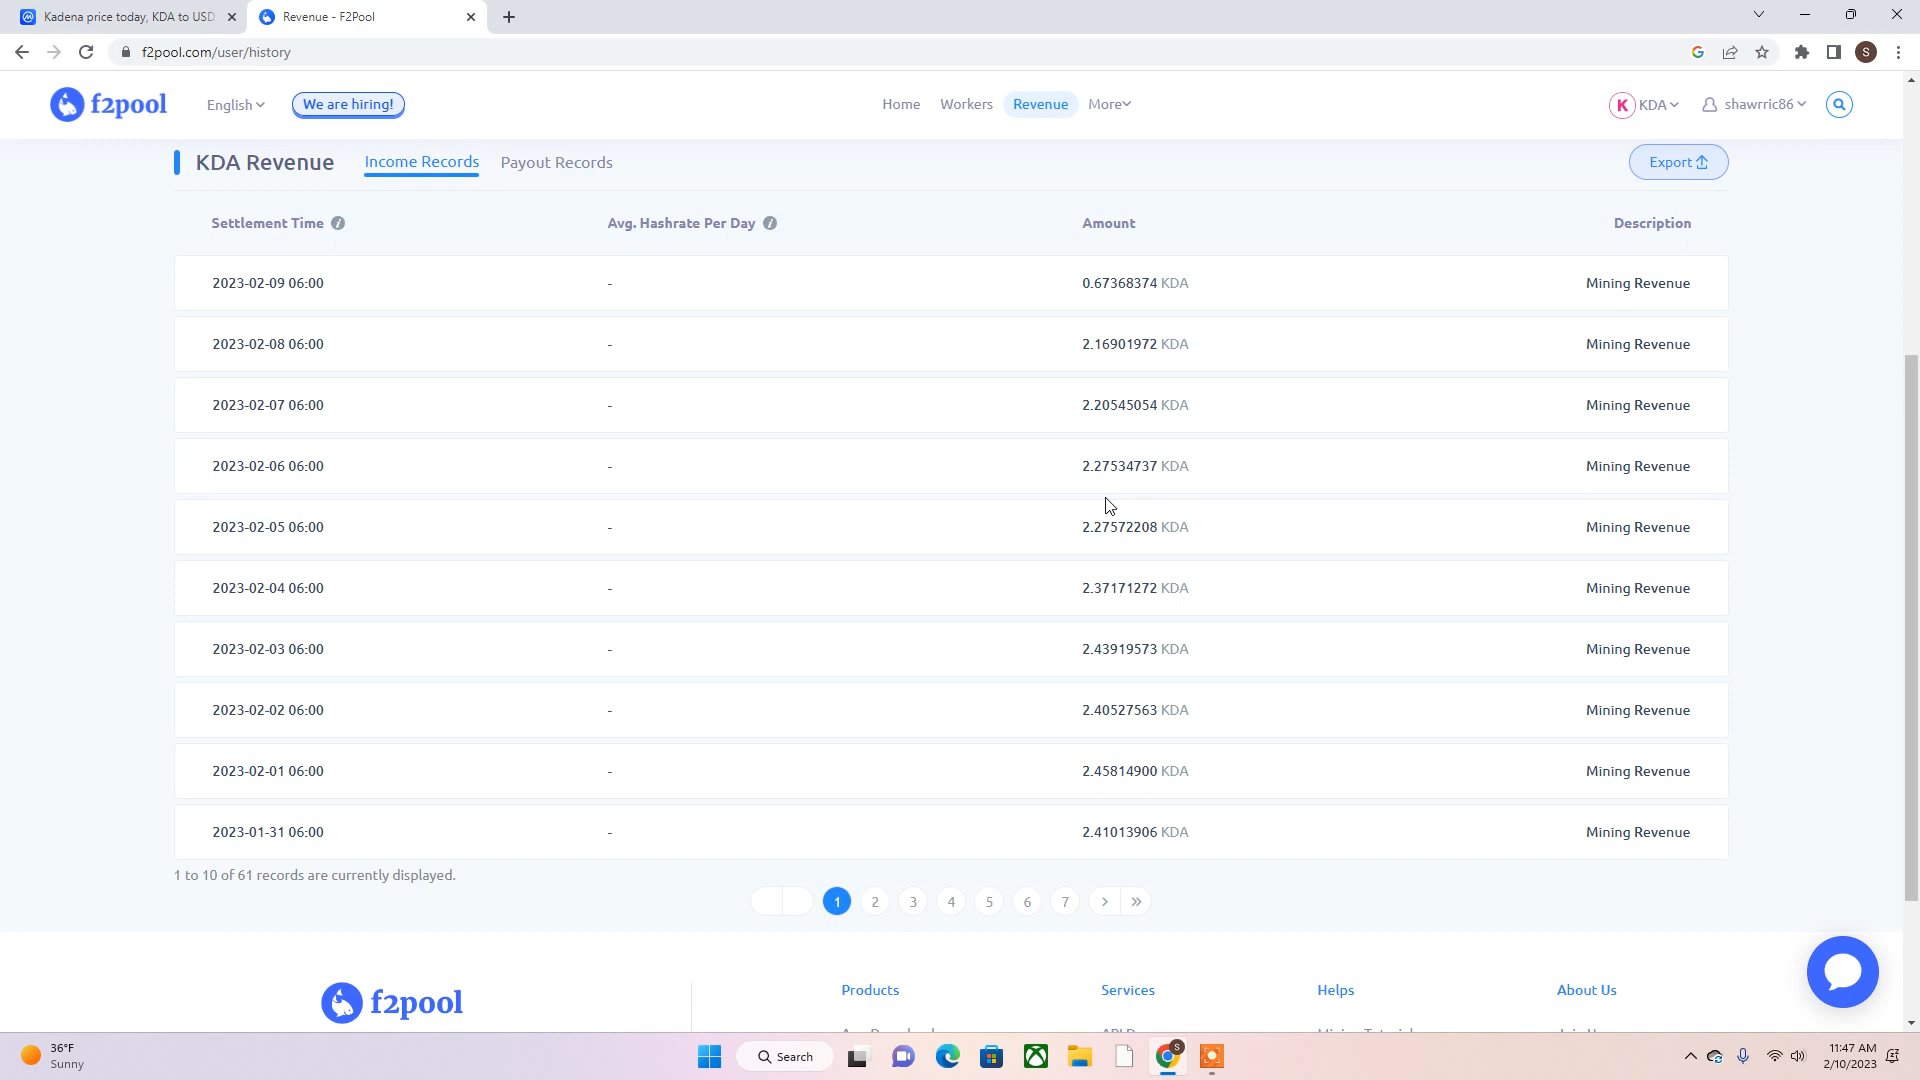 Kadena price today, KDA to USD
Revenue - F2Pool
f2pool.com/user/history
S
f2pool
English
We are hiring!
Home
Workers
Revenue
More
K
KDA
shawrric86
KDA Revenue
Income Records
Payout Records
Export
Settlement Time
Avg. Hashrate Per Day
Amount
Description
2023-02-09 06:00 - 0.67368374 KDA Mining Revenue
2023-02-08 06:00 - 2.16901972 KDA Mining Revenue
2023-02-07 06:00 - 2.20545054 KDA Mining Revenue
2023-02-06 06:00 - 2.27534737 KDA Mining Revenue
2023-02-05 06:00 - 2.27572208 KDA Mining Revenue
2023-02-04 06:00 - 2.37171272 KDA Mining Revenue
2023-02-03 06:00 - 2.43919573 KDA Mining Revenue
2023-02-02 06:00 - 2.40527563 KDA Mining Revenue
2023-02-01 06:00 - 2.45814900 KDA Mining Revenue
2023-01-31 06:00 - 2.41013906 KDA Mining Revenue
1 to 10 of 61 records are currently displayed.
1 2 3 4 5 6 7 > »
f2pool
Products
Services
Helps
About Us
36°F
Sunny
Search
S
11:47 AM
2/10/2023